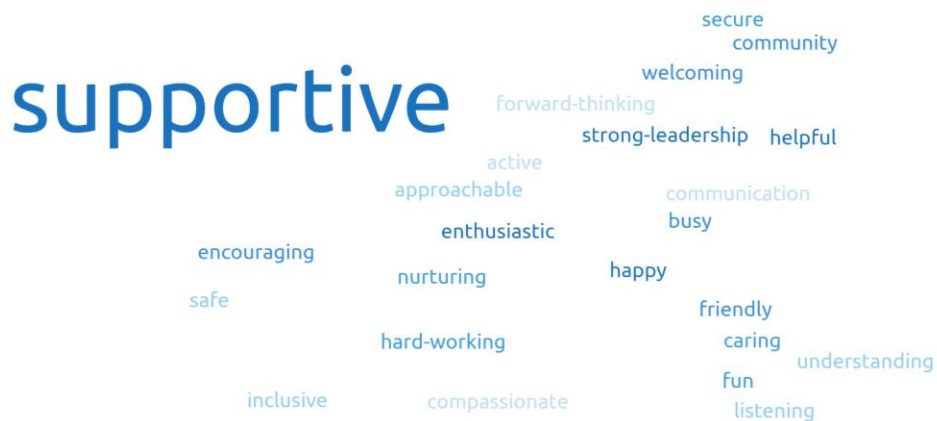 secure
community
welcoming
supportive
forward-thinking
strong-leadership helpful
active
approachable
communication
busy
enthusiastic
encouraging
happy
nurturing
safe
friendly
hard-working
caring
understanding
fun
inclusive
compassionate
listening